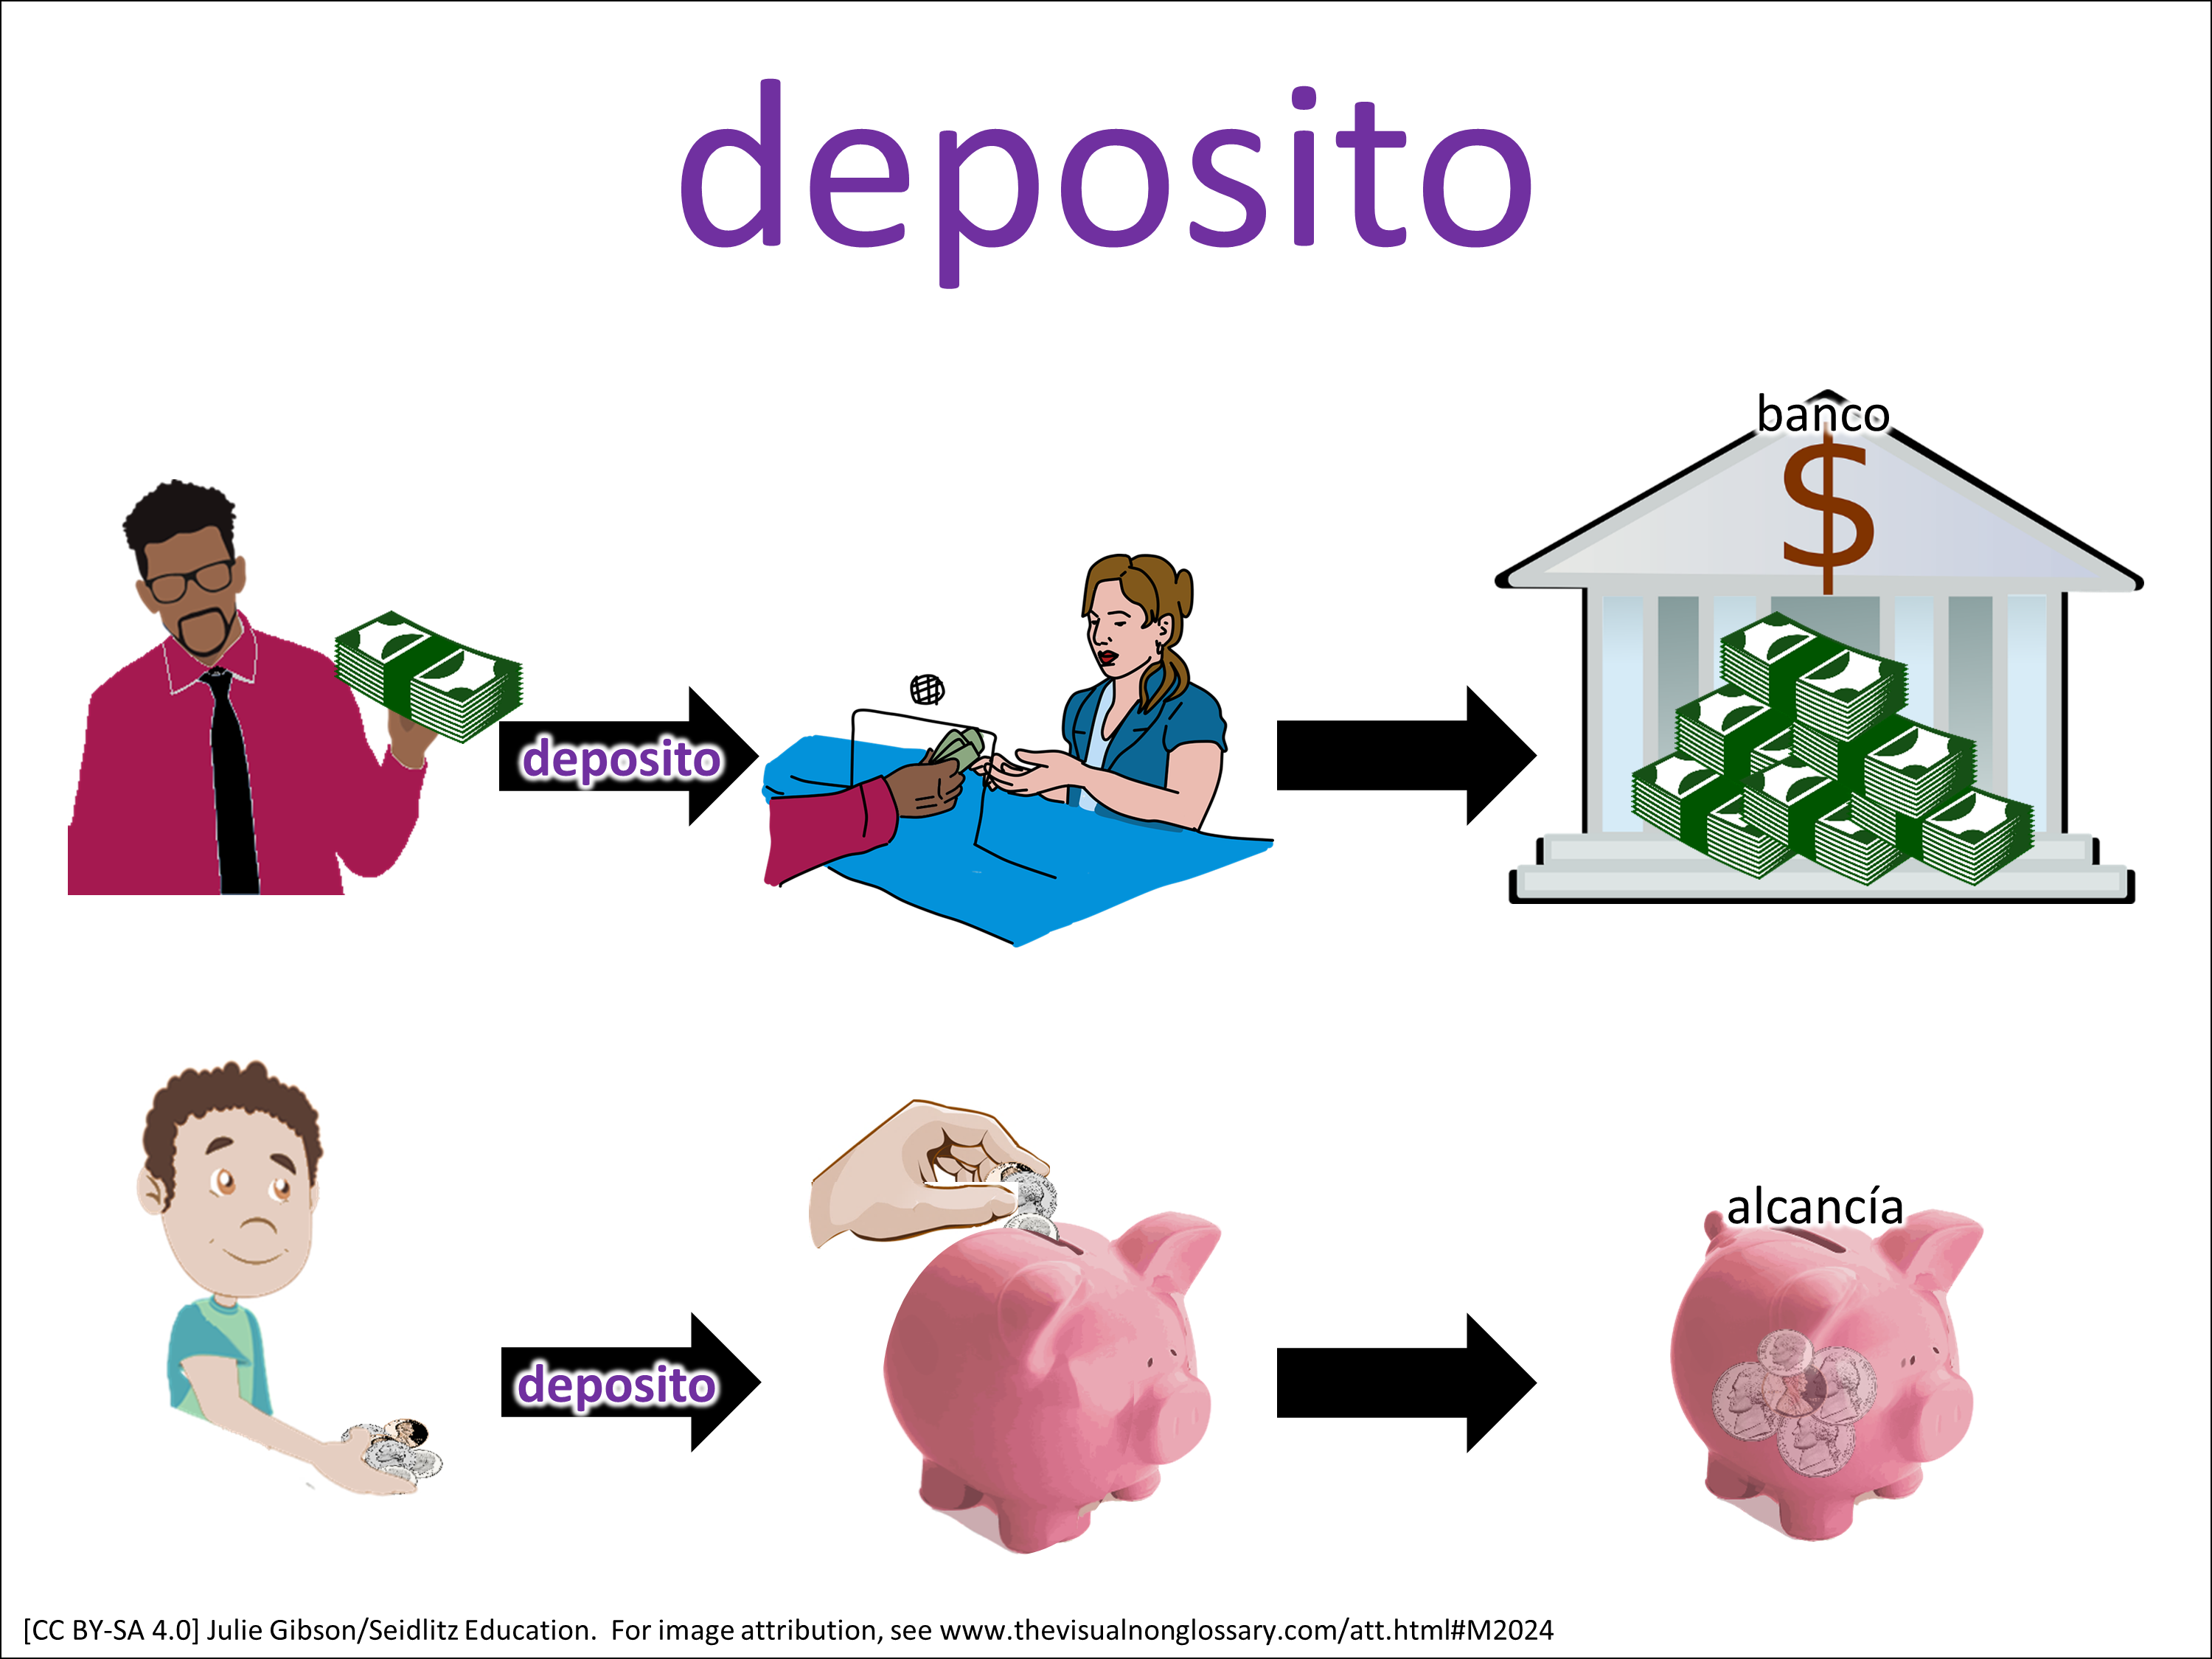 deposito
banco
$
deposito
alcancía
deposito
[CC BY-SA 4.0] Julie Gibson/Seidlitz Education.  For image attribution, see www.thevisualnonglossary.com/att.html#M2024